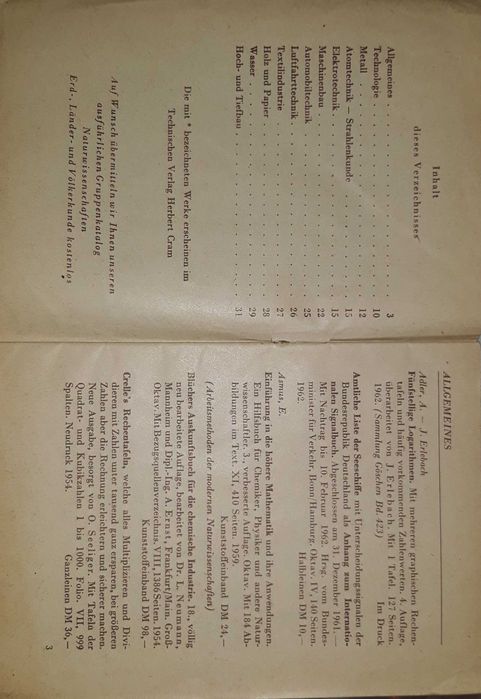 Inhalt
dieses Verzeichnisses
Allgemeines . . . . . 3
Technologie . . . . . 10
Metall . . . . . 12
Atomtechnik — Strahlenkunde . . . . . 15
Elektrotechnik . . . . . 15
Maschinenbau . . . . . 22
Automobiltechnik . . . . . 25
Luftfahrttechnik . . . . . 26
Textilindustrie . . . . . 27
Holz und Papier . . . . . 28
Wasser . . . . . 29
Hoch- und Tiefbau . . . . . 31
Die mit * bezeichneten Werke erscheinen im
Technischen Verlag Herbert Cram
Auf Wunsch übermitteln wir Ihnen unseren
ausführlichen Gruppenkatalog
Naturwissenschaften
Erd-, Länder- und Völkerkunde kostenlos
ALLGEMEINES
Adler, A. — J. Erlebach
Fünfstellige Logarithmen. Mit mehreren graphischen Rechen-
tafeln und häufig vorkommenden Zahlenwerten. 4. Auflage,
überarbeitet von J. Erlebach. Mit 1 Tafel. 127 Seiten.
1962. (Sammlung Göschen Bd. 423) Im Druck
Amtliche Liste der Seeschiffe mit Unterscheidungssignalen der
Bundesrepublik Deutschland als Anhang zum Internatio-
nalen Signalbuch. Abgeschlossen am 31. Dezember 1961. —
Mit Nachtrag bis 10. Februar 1962. Hrsg. vom Bundes-
minister für Verkehr, Bonn/Hamburg. Oktav. IV, 140 Seiten.
1962. Halbleinen DM 10,—
Asmus, E.
Einführung in die höhere Mathematik und ihre Anwendungen.
Ein Hilfsbuch für Chemiker, Physiker und andere Natur-
wissenschaftler. 3. verbesserte Auflage. Oktav. Mit 184 Ab-
bildungen im Text. XI, 410 Seiten. 1959.
Kunststoffeinband DM 24,—
(Arbeitsmethoden der modernen Naturwissenschaften)
Blüchers Auskunftsbuch für die chemische Industrie. 18., völlig
neu bearbeitete Auflage, bearbeitet von Dr. L. Neumann,
Mannheim und Dipl.-Ing. A. Ernst, Frankfurt/Main. Groß-
Oktav. Mit Bezugsquellenverzeichnis. VIII, 1386 Seiten. 1954.
Kunststoffeinband DM 98,—
Crelle's Rechentafeln, welche alles Multiplizieren und Divi-
dieren mit Zahlen unter tausend ganz ersparen, bei größeren
Zahlen aber die Rechnung erleichtern und sicherer machen.
Neue Ausgabe, besorgt von O. Seeliger. Mit Tafeln der
Quadrat- und Kubikzahlen 1 bis 1000. Folio. VII, 999
Spalten. Neudruck 1954. Ganzleinen DM 30,—
3